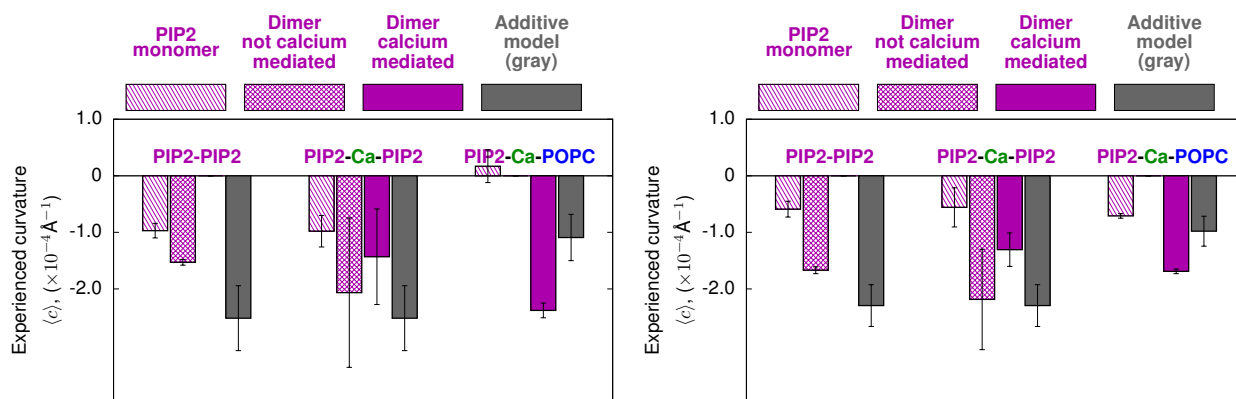 PIP2
monomer
Dimer
not calcium
mediated
Dimer
calcium
mediated
Additive
model
(gray)
1.0
0
-1.0
-2.0
Experienced curvature
⟨c⟩, (×10⁻⁴Å⁻¹)
PIP2-PIP2
PIP2-Ca-PIP2
PIP2-Ca-POPC
PIP2
monomer
Dimer
not calcium
mediated
Dimer
calcium
mediated
Additive
model
(gray)
1.0
0
-1.0
-2.0
Experienced curvature
⟨c⟩, (×10⁻⁴Å⁻¹)
PIP2-PIP2
PIP2-Ca-PIP2
PIP2-Ca-POPC